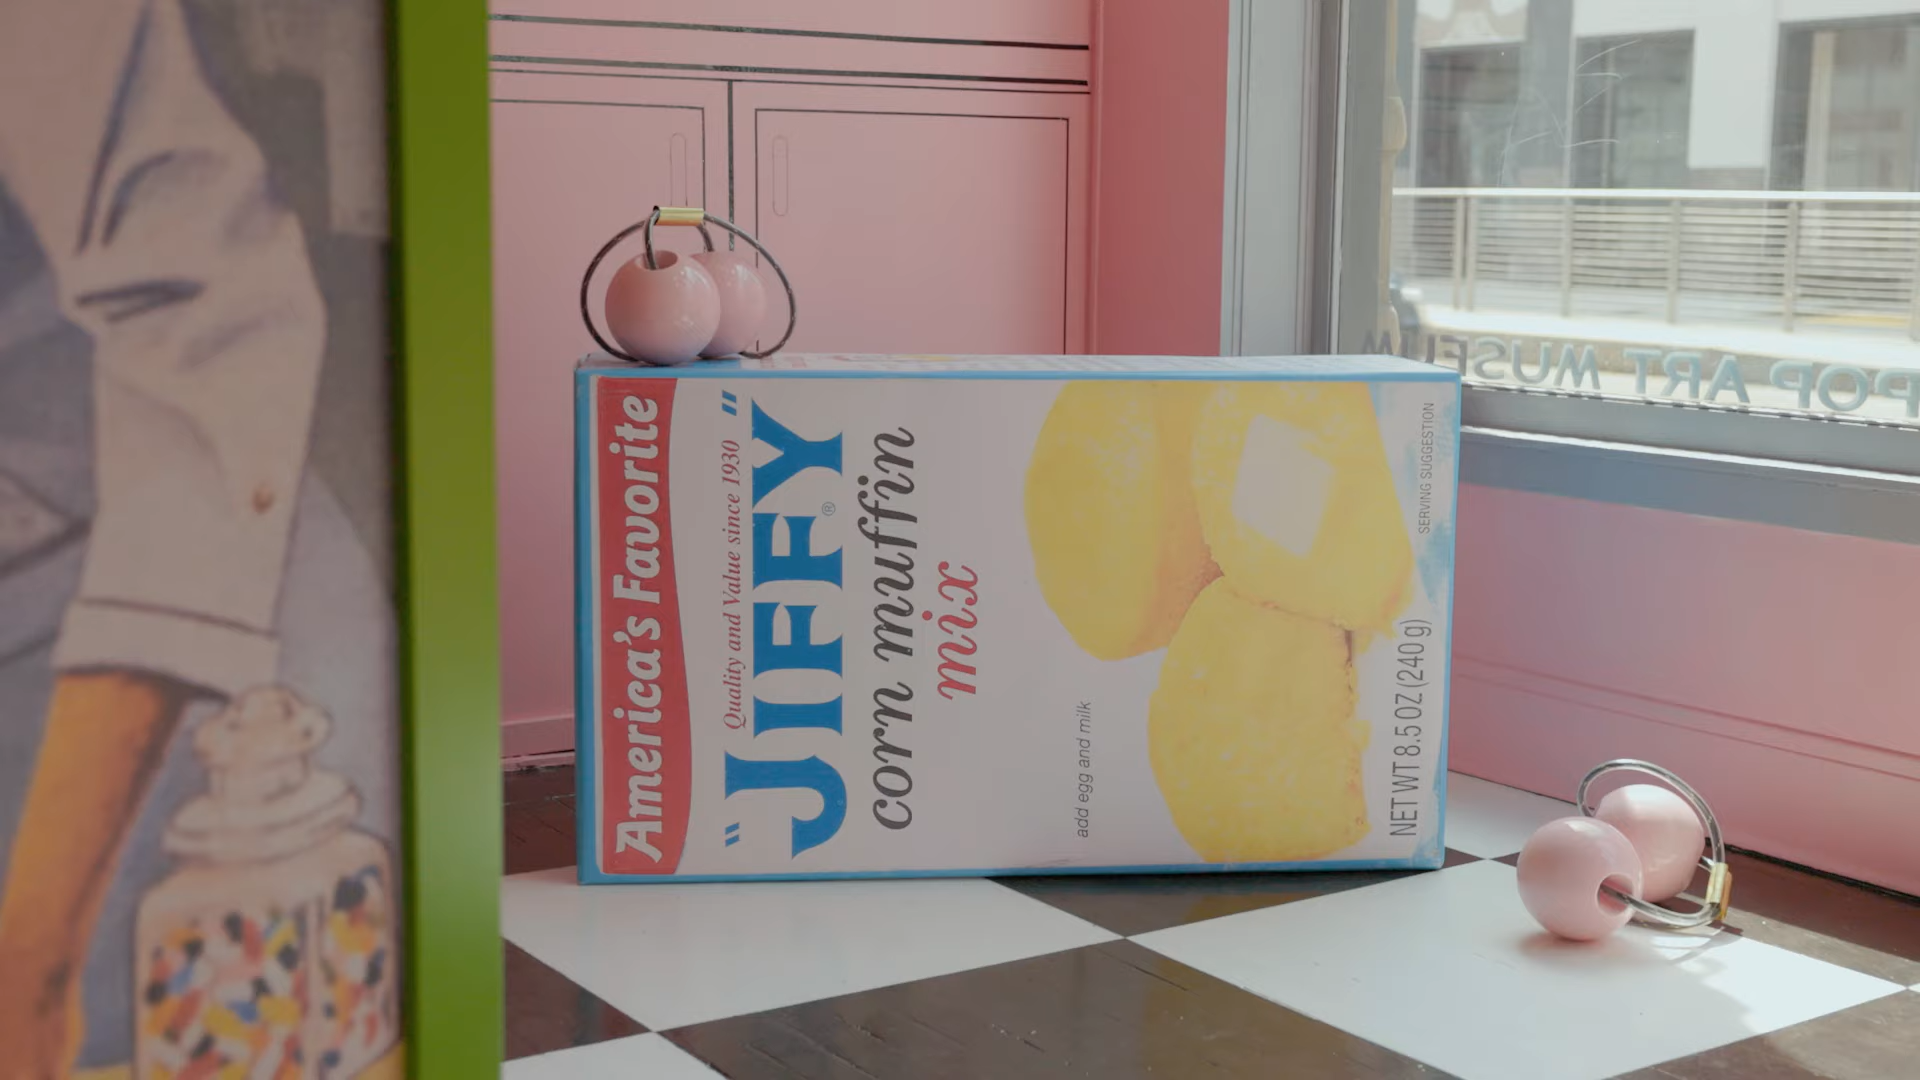 America's Favorite
Quality and Value since 1930
"JIFFY"®
corn muffin
mix
add egg and milk
SERVING SUGGESTION
NET WT 8.5 OZ (240 g)
POP ART MUSEUM